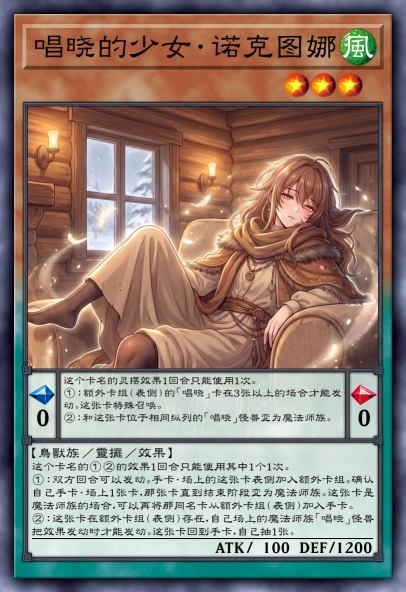 唱晓的少女·诺克图娜
風
这个卡名的灵摆效果1回合只能使用1次。
①：额外卡组(表侧)的「唱晓」卡在3张以上的场合才能发
动。这张卡特殊召唤。
②：和这张卡位于相同纵列的「唱晓」怪兽变为魔法师族。
0
0
【鳥獸族／靈擺／效果】
这个卡名的①②的效果1回合只能使用其中1个1次。
①：双方回合可以发动。手卡·场上的这张卡表侧加入额外卡组。确认
自己手卡·场上1张卡，那张卡直到结束阶段变为魔法师族。这张卡是
魔法师族的场合，可以再将那同名卡从额外卡组(表侧)加入手卡。
②：这张卡在额外卡组(表侧)存在，自己场上的魔法师族「唱晓」怪兽
把效果发动时才能发动。这张卡回到手卡，自己抽1张。
ATK/ 100 DEF/1200